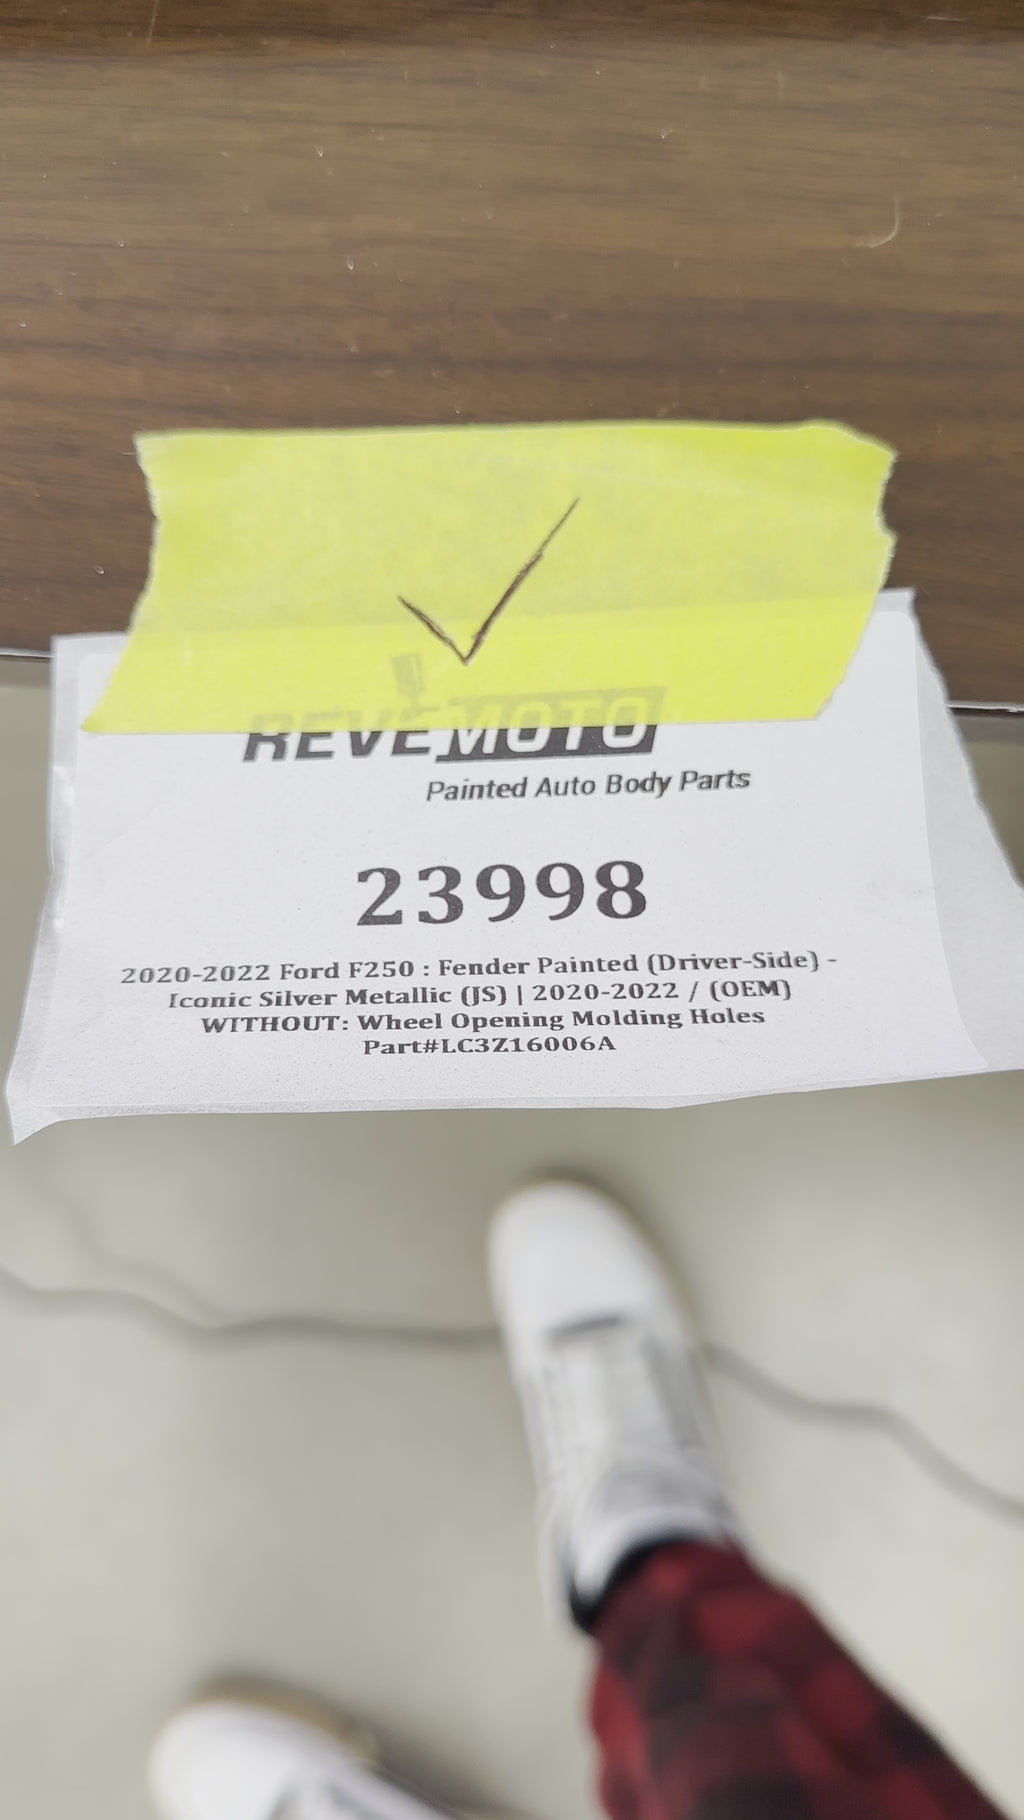 REVEMOTO
Painted Auto Body Parts
23998
2020-2022 Ford F250 : Fender Painted (Driver-Side) -
Iconic Silver Metallic (JS) | 2020-2022 / (OEM)
WITHOUT: Wheel Opening Molding Holes
Part#LC3Z16006A